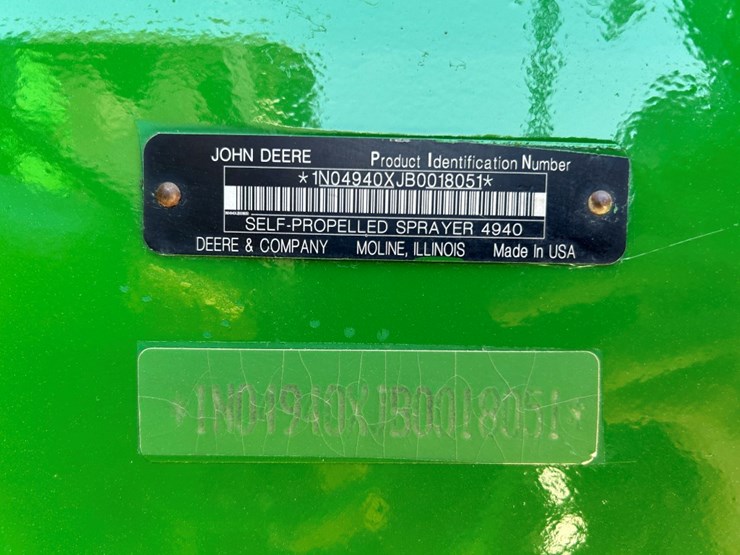 JOHN DEERE Product Identification Number
*1N04940XJB0018051*
SELF-PROPELLED SPRAYER 4940
DEERE & COMPANY MOLINE, ILLINOIS Made In USA
*1N04940XJB0018051*